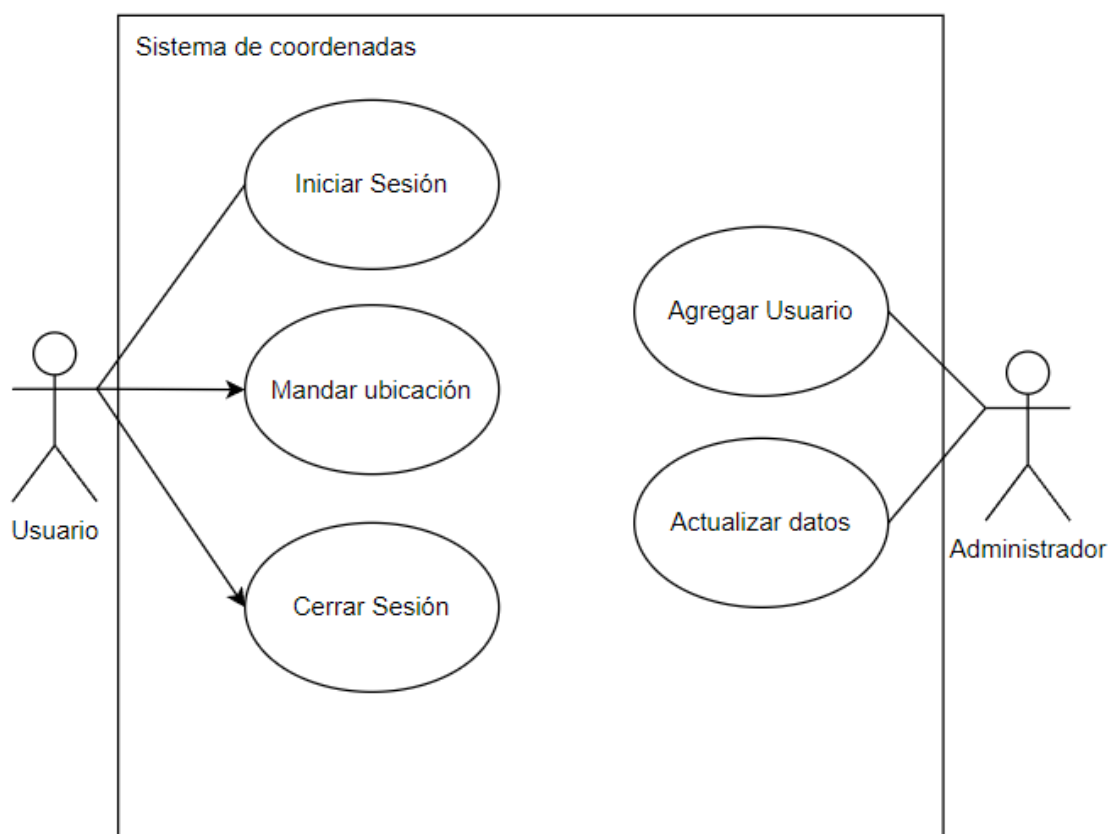 Sistema de coordenadas
Iniciar Sesión
Agregar Usuario
Mandar ubicación
Usuario
Actualizar datos
Administrador
Cerrar Sesión